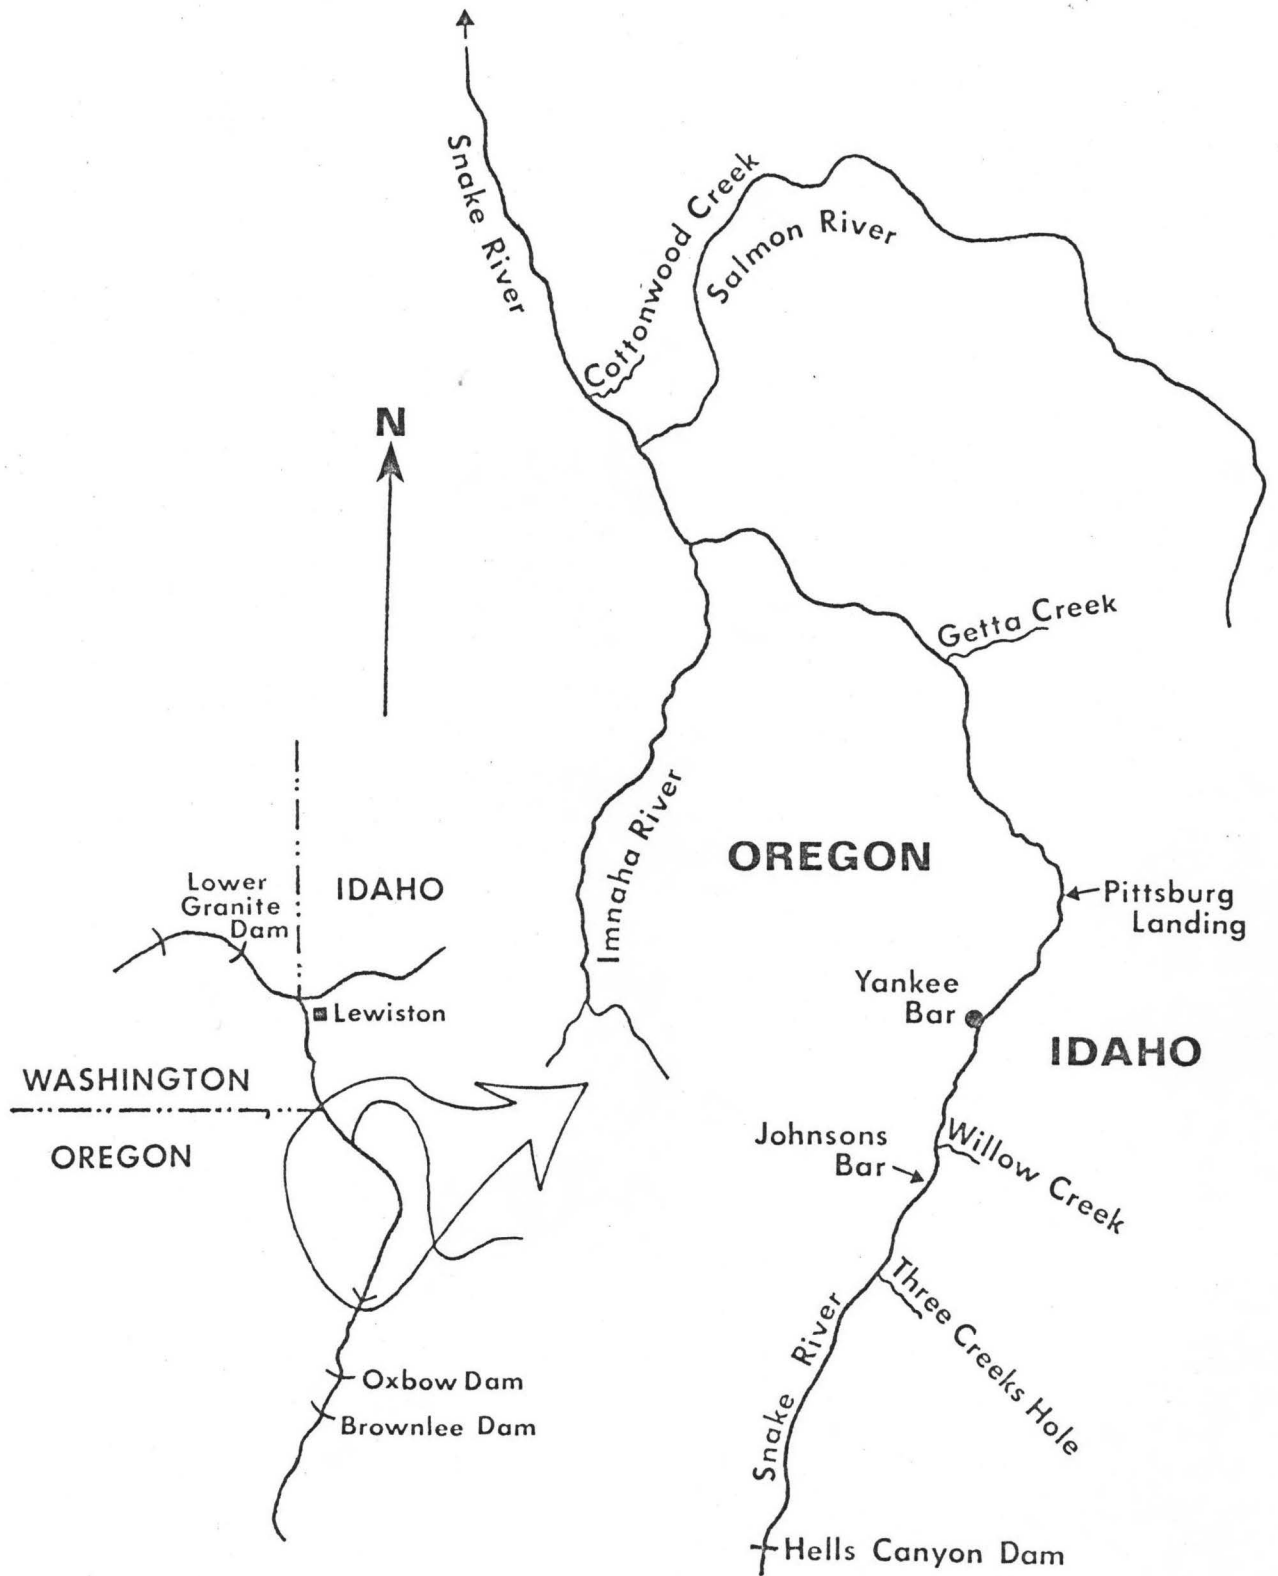 Snake River
Cottonwood Creek
Salmon River
N
Getta Creek
Imnaha River
OREGON
Pittsburg
Landing
Yankee
Bar
IDAHO
Johnsons
Bar
Willow Creek
Three Creeks Hole
Snake River
Hells Canyon Dam
Lower
Granite
Dam
IDAHO
Lewiston
WASHINGTON
OREGON
Oxbow Dam
Brownlee Dam